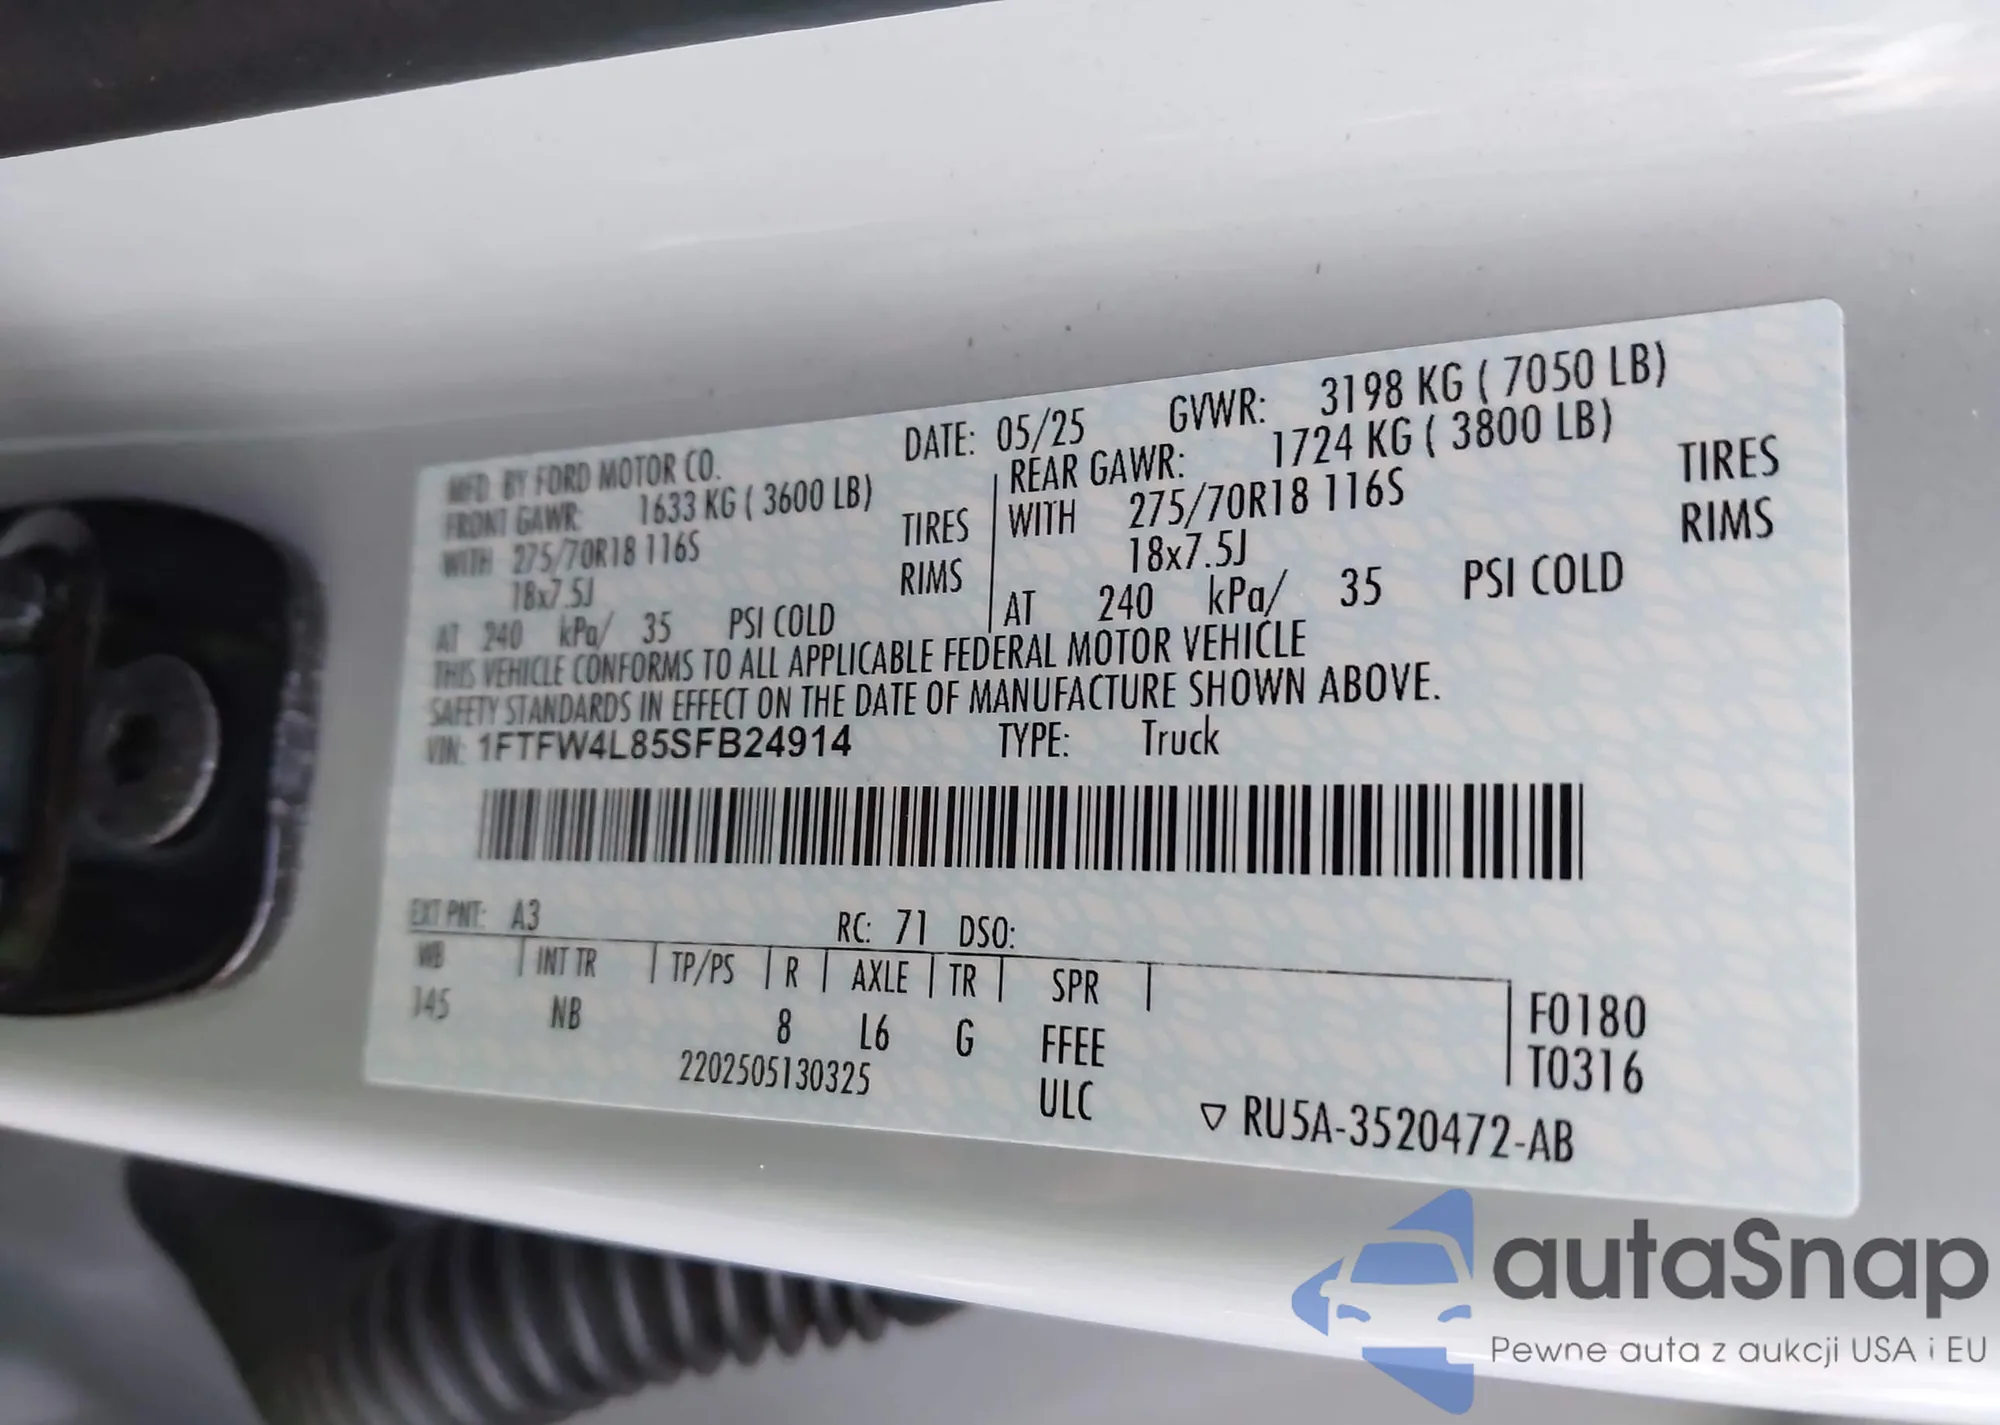 MFD. BY FORD MOTOR CO.
DATE: 05/25 GVWR: 3198 KG ( 7050 LB)
FRONT GAWR: 1633 KG ( 3600 LB)
WITH 275/70R18 116S TIRES
18x7.5J RIMS
AT 240 kPa/ 35 PSI COLD
REAR GAWR: 1724 KG ( 3800 LB)
WITH 275/70R18 116S TIRES
18x7.5J RIMS
AT 240 kPa/ 35 PSI COLD
THIS VEHICLE CONFORMS TO ALL APPLICABLE FEDERAL MOTOR VEHICLE
SAFETY STANDARDS IN EFFECT ON THE DATE OF MANUFACTURE SHOWN ABOVE.
VIN: 1FTFW4L85SFB24914 TYPE: Truck
EXT PNT: A3 RC: 71 DSO:
WB INT TR TP/PS R AXLE TR SPR
145 NB 8 L6 G FFEE
2202505130325 ULC
F0180
T0316
▽ RU5A-3520472-AB
autaSnap
Pewne auta z aukcji USA i EU